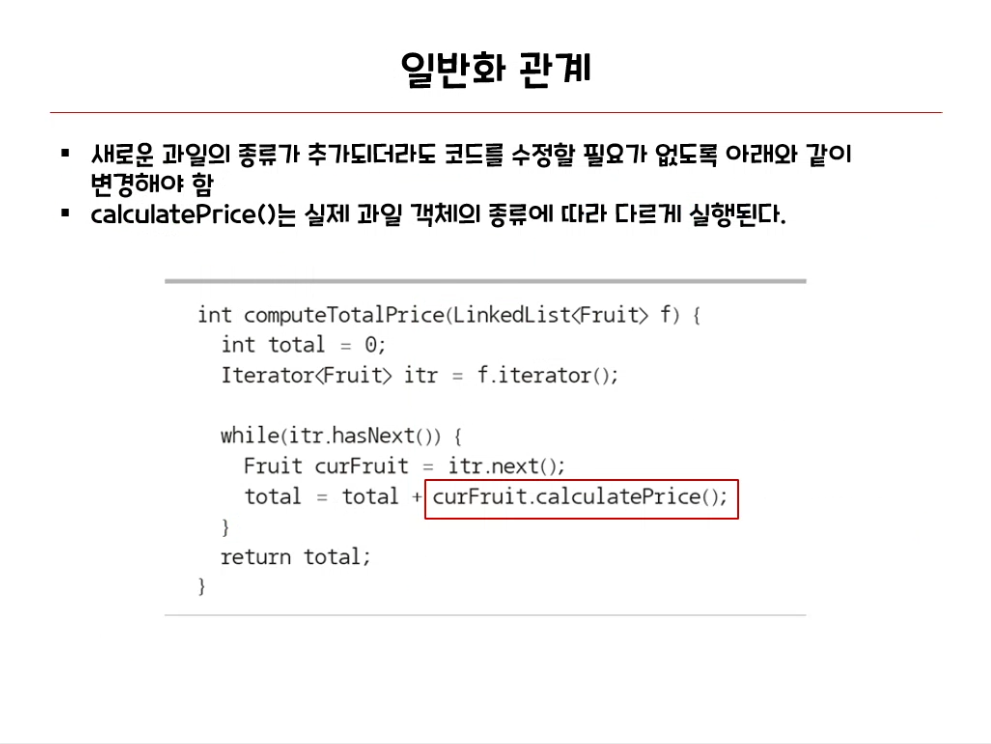 일반화 관계
▪ 새로운 과일의 종류가 추가되더라도 코드를 수정할 필요가 없도록 아래와 같이
변경해야 함
▪ calculatePrice()는 실제 과일 객체의 종류에 따라 다르게 실행된다.
int computeTotalPrice(LinkedList<Fruit> f) {
int total = 0;
Iterator<Fruit> itr = f.iterator();
while(itr.hasNext()) {
Fruit curFruit = itr.next();
total = total + curFruit.calculatePrice();
}
return total;
}